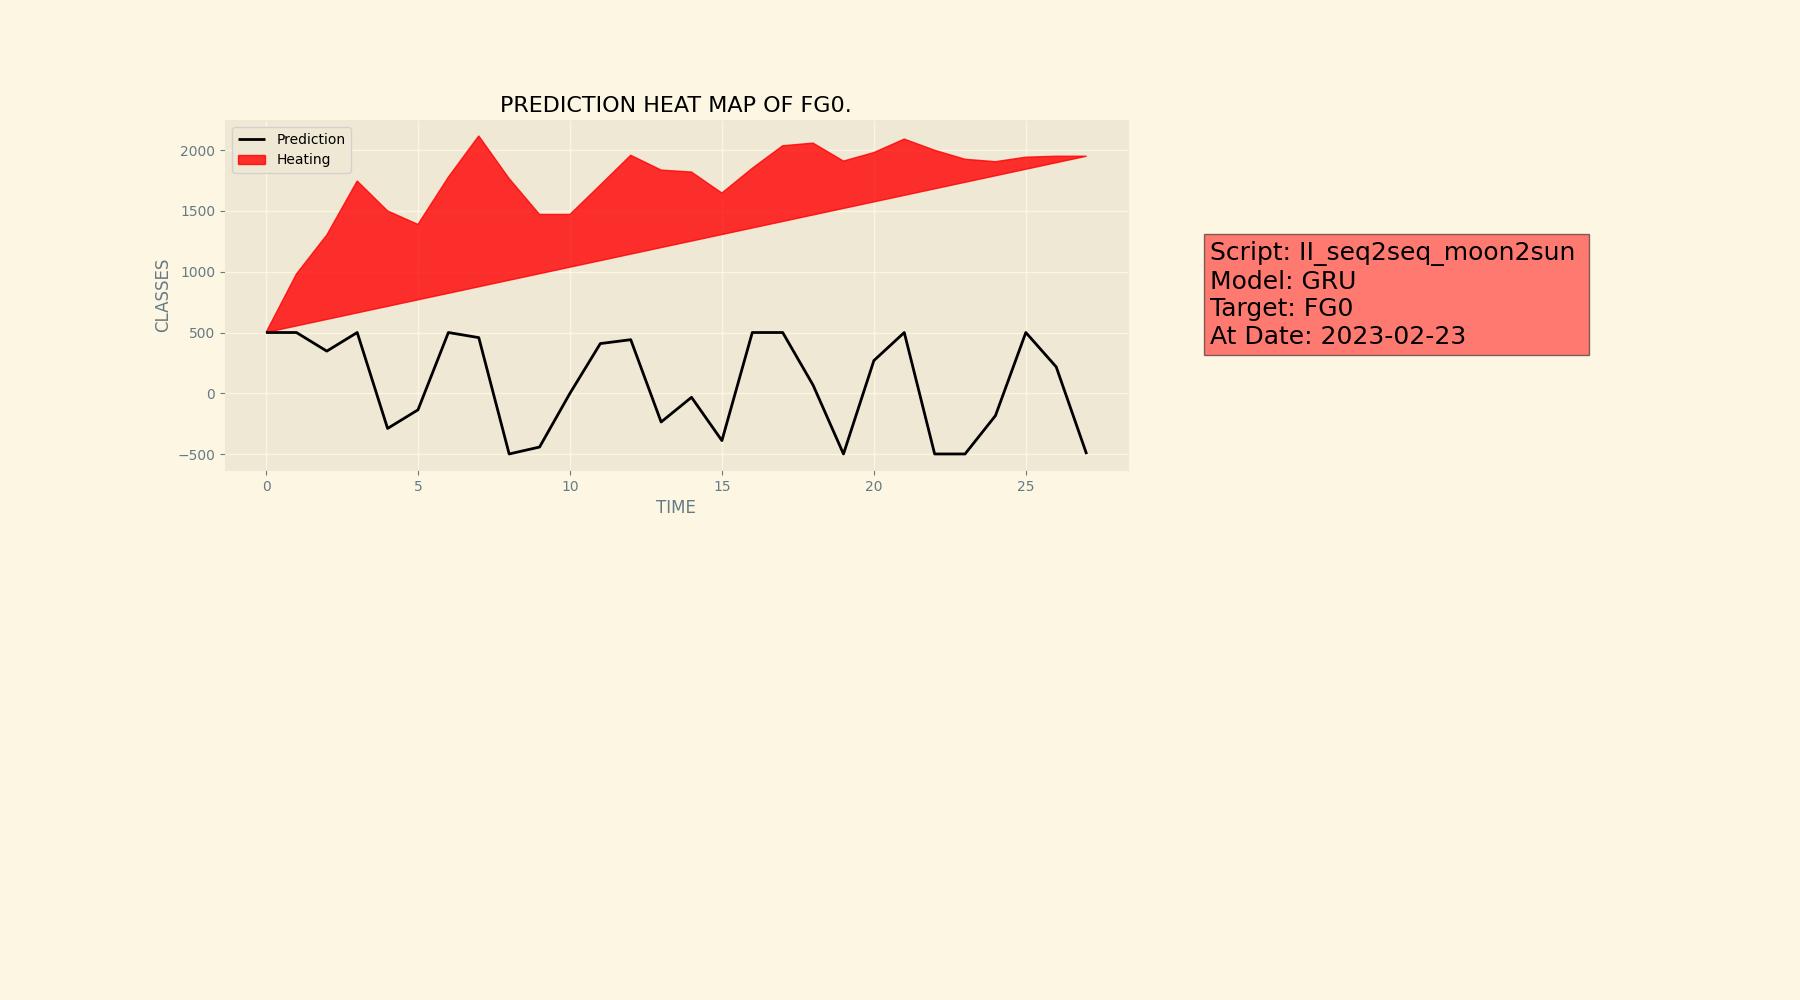 PREDICTION HEAT MAP OF FG0.
Prediction
Heating
2000
1500
1000
500
0
−500
CLASSES
0 5 10 15 20 25
TIME
Script: II_seq2seq_moon2sun
Model: GRU
Target: FG0
At Date: 2023-02-23